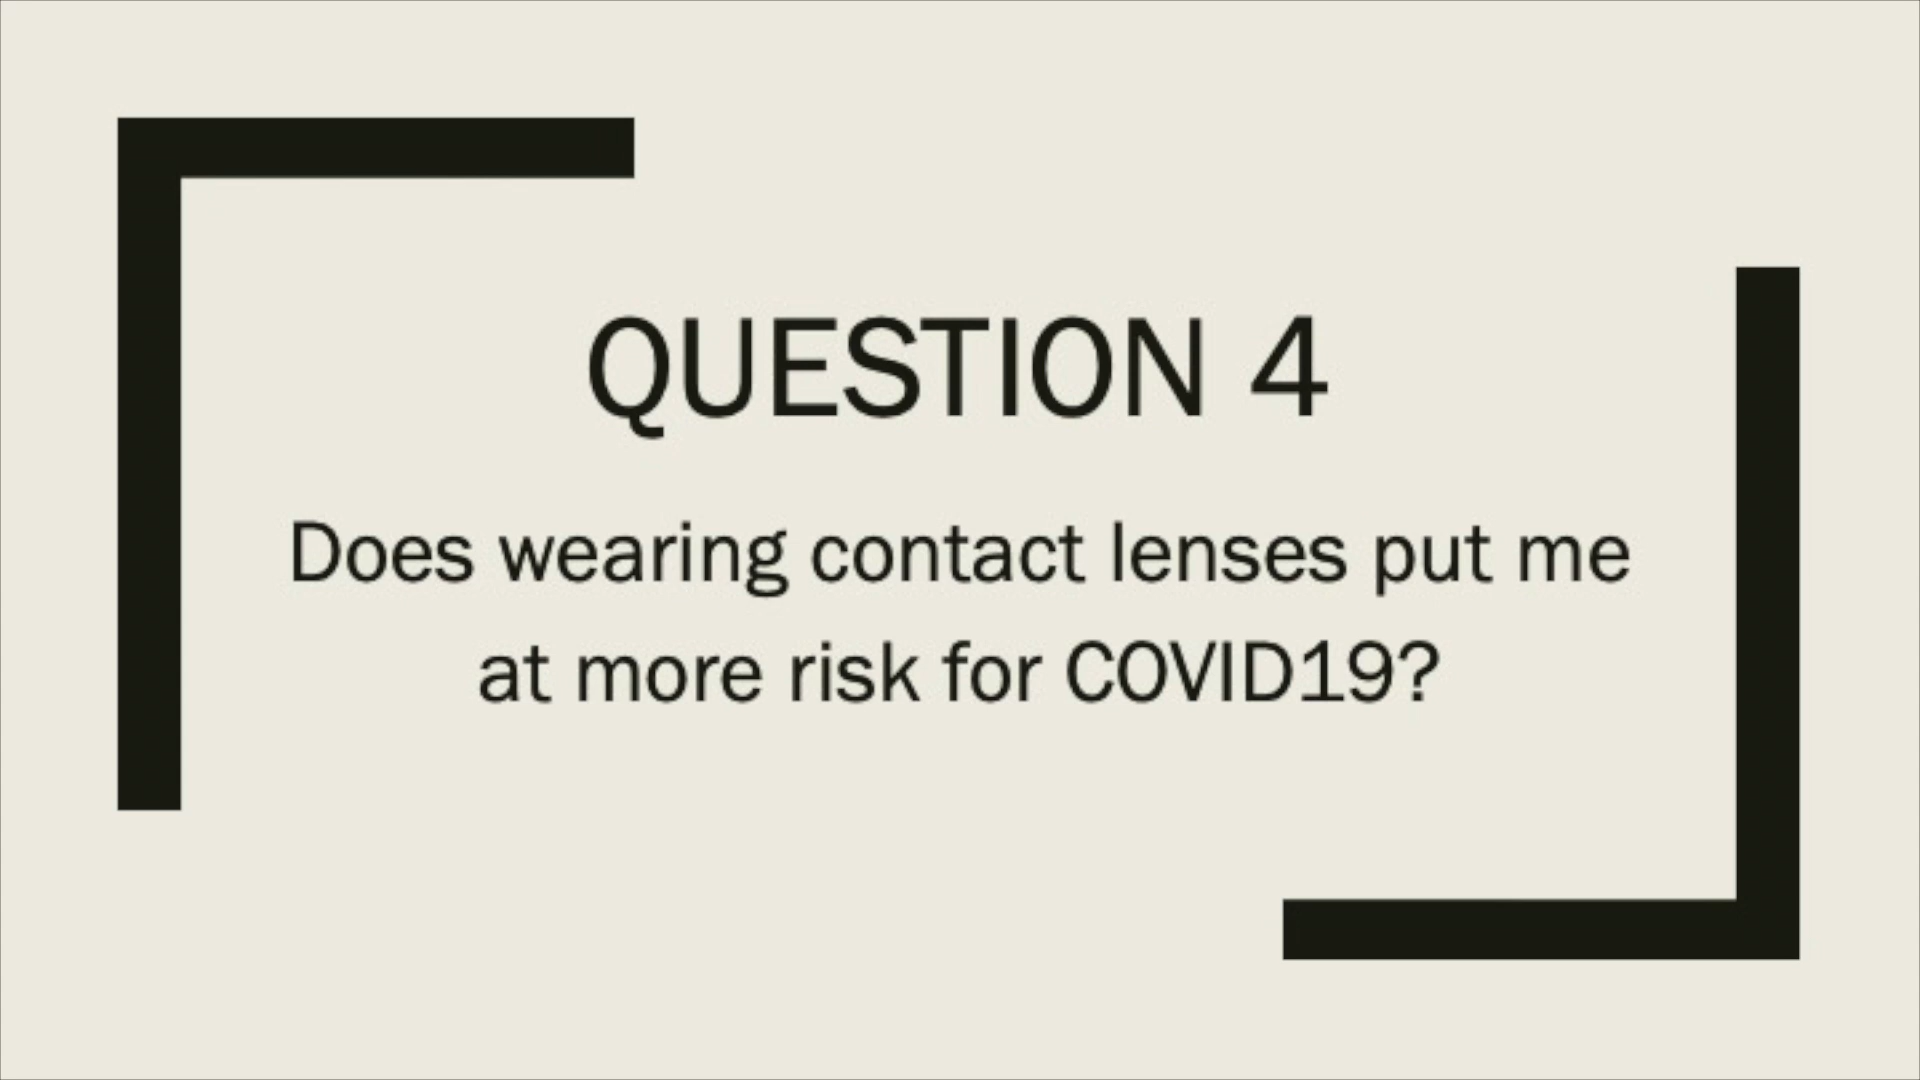 QUESTION 4
Does wearing contact lenses put me
at more risk for COVID19?